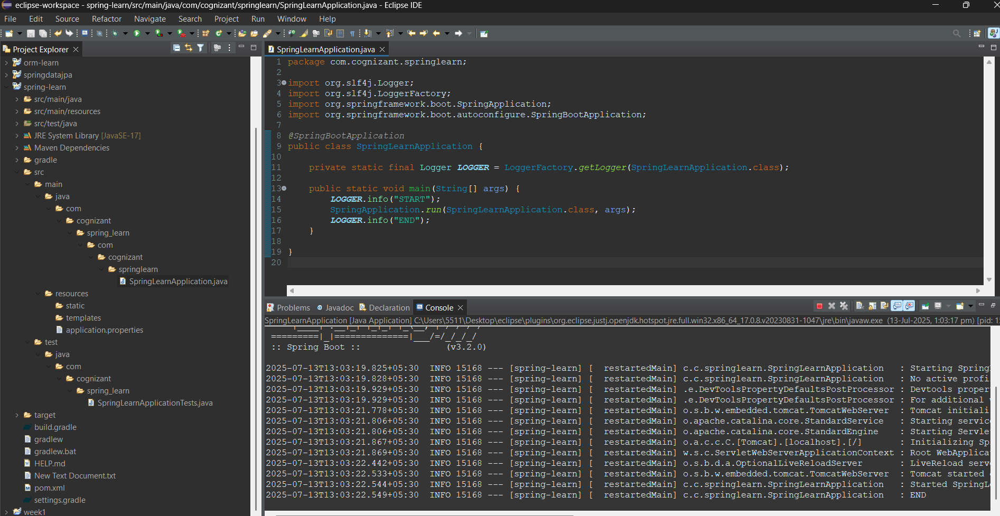 eclipse-workspace - spring-learn/src/main/java/com/cognizant/springlearn/SpringLearnApplication.java - Eclipse IDE
File Edit Source Refactor Navigate Search Project Run Window Help
Project Explorer
orm-learn
springdatajpa
spring-learn
src/main/java
src/main/resources
src/test/java
JRE System Library [JavaSE-17]
Maven Dependencies
gradle
src
main
java
com
cognizant
spring_learn
com
cognizant
springlearn
SpringLearnApplication.java
resources
static
templates
application.properties
test
java
com
cognizant
spring_learn
SpringLearnApplicationTests.java
target
build.gradle
gradlew
gradlew.bat
HELP.md
New Text Document.txt
pom.xml
settings.gradle
week1
SpringLearnApplication.java
1 package com.cognizant.springlearn;
2
3 import org.slf4j.Logger;
4 import org.slf4j.LoggerFactory;
5 import org.springframework.boot.SpringApplication;
6 import org.springframework.boot.autoconfigure.SpringBootApplication;
7
8 @SpringBootApplication
9 public class SpringLearnApplication {
10
11 private static final Logger LOGGER = LoggerFactory.getLogger(SpringLearnApplication.class);
12
13 public static void main(String[] args) {
14 LOGGER.info("START");
15 SpringApplication.run(SpringLearnApplication.class, args);
16 LOGGER.info("END");
17 }
18
19 }
20
Problems Javadoc Declaration Console
SpringLearnApplication [Java Application] C:\Users\5511\Desktop\eclipse\plugins\org.eclipse.justj.openjdk.hotspot.jre.full.win32.x86_64_17.0.8.v20230831-1047\jre\bin\javaw.exe (13-Jul-2025, 1:03:17 pm) [pid: 1
=========|_|==============|___/=/_/_/_/
:: Spring Boot :: (v3.2.0)
2025-07-13T13:03:19.825+05:30 INFO 15168 --- [spring-learn] [ restartedMain] c.c.springlearn.SpringLearnApplication : Starting Spring
2025-07-13T13:03:19.828+05:30 INFO 15168 --- [spring-learn] [ restartedMain] c.c.springlearn.SpringLearnApplication : No active profi
2025-07-13T13:03:19.929+05:30 INFO 15168 --- [spring-learn] [ restartedMain] .e.DevToolsPropertyDefaultsPostProcessor : Devtools proper
2025-07-13T13:03:19.929+05:30 INFO 15168 --- [spring-learn] [ restartedMain] .e.DevToolsPropertyDefaultsPostProcessor : For additional
2025-07-13T13:03:21.778+05:30 INFO 15168 --- [spring-learn] [ restartedMain] o.s.b.w.embedded.tomcat.TomcatWebServer : Tomcat initiali
2025-07-13T13:03:21.806+05:30 INFO 15168 --- [spring-learn] [ restartedMain] o.apache.catalina.core.StandardService : Starting servic
2025-07-13T13:03:21.806+05:30 INFO 15168 --- [spring-learn] [ restartedMain] o.apache.catalina.core.StandardEngine : Starting Servle
2025-07-13T13:03:21.867+05:30 INFO 15168 --- [spring-learn] [ restartedMain] o.a.c.c.C.[Tomcat].[localhost].[/] : Initializing Sp
2025-07-13T13:03:21.869+05:30 INFO 15168 --- [spring-learn] [ restartedMain] w.s.c.ServletWebServerApplicationContext : Root WebApplica
2025-07-13T13:03:22.442+05:30 INFO 15168 --- [spring-learn] [ restartedMain] o.s.b.d.a.OptionalLiveReloadServer : LiveReload serv
2025-07-13T13:03:22.533+05:30 INFO 15168 --- [spring-learn] [ restartedMain] o.s.b.w.embedded.tomcat.TomcatWebServer : Tomcat started
2025-07-13T13:03:22.544+05:30 INFO 15168 --- [spring-learn] [ restartedMain] c.c.springlearn.SpringLearnApplication : Started SpringL
2025-07-13T13:03:22.549+05:30 INFO 15168 --- [spring-learn] [ restartedMain] c.c.springlearn.SpringLearnApplication : END